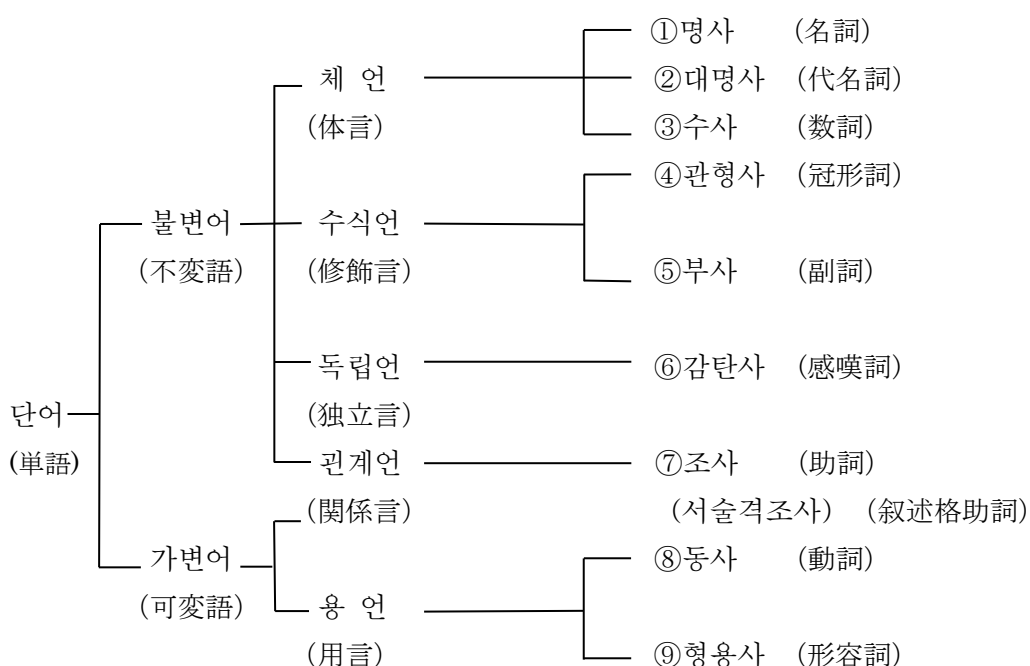 ①명사 (名詞)
체 언 ②대명사 (代名詞)
(体言) ③수사 (数詞)
④관형사 (冠形詞)
불변어 수식언
(不変語) (修飾言) ⑤부사 (副詞)
독립언 ⑥감탄사 (感嘆詞)
단어 (独立言)
(単語) 괸계언 ⑦조사 (助詞)
(関係言) (서술격조사) (叙述格助詞)
가변어 ⑧동사 (動詞)
(可変語) 용 언
(用言) ⑨형용사 (形容詞)